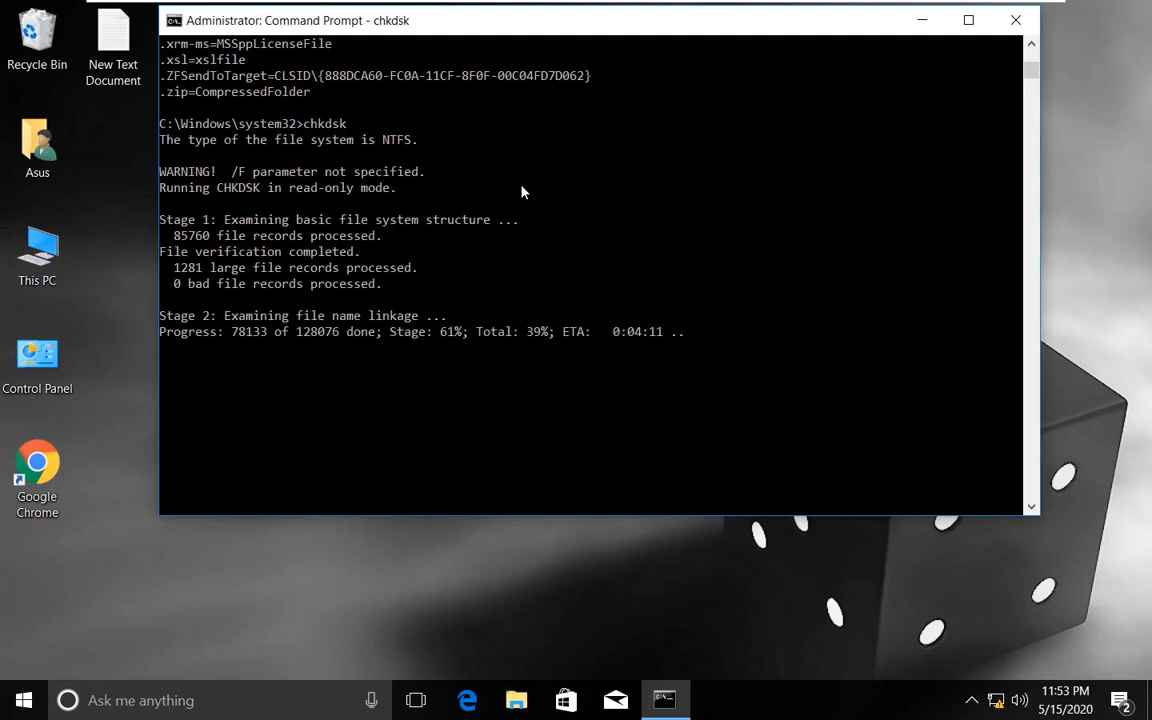 Administrator: Command Prompt - chkdsk
.xrm-ms=MSSppLicenseFile
.xsl=xslfile
.ZFSendToTarget=CLSID\{888DCA60-FC0A-11CF-8F0F-00C04FD7D062}
.zip=CompressedFolder
C:\Windows\system32>chkdsk
The type of the file system is NTFS.
WARNING!  /F parameter not specified.
Running CHKDSK in read-only mode.
Stage 1: Examining basic file system structure ...
85760 file records processed.
File verification completed.
1281 large file records processed.
0 bad file records processed.
Stage 2: Examining file name linkage ...
Progress: 78133 of 128076 done; Stage: 61%; Total: 39%; ETA:   0:04:11 ..
Recycle Bin
New Text
Document
Asus
This PC
Control Panel
Google
Chrome
Ask me anything
11:53 PM
5/15/2020
2